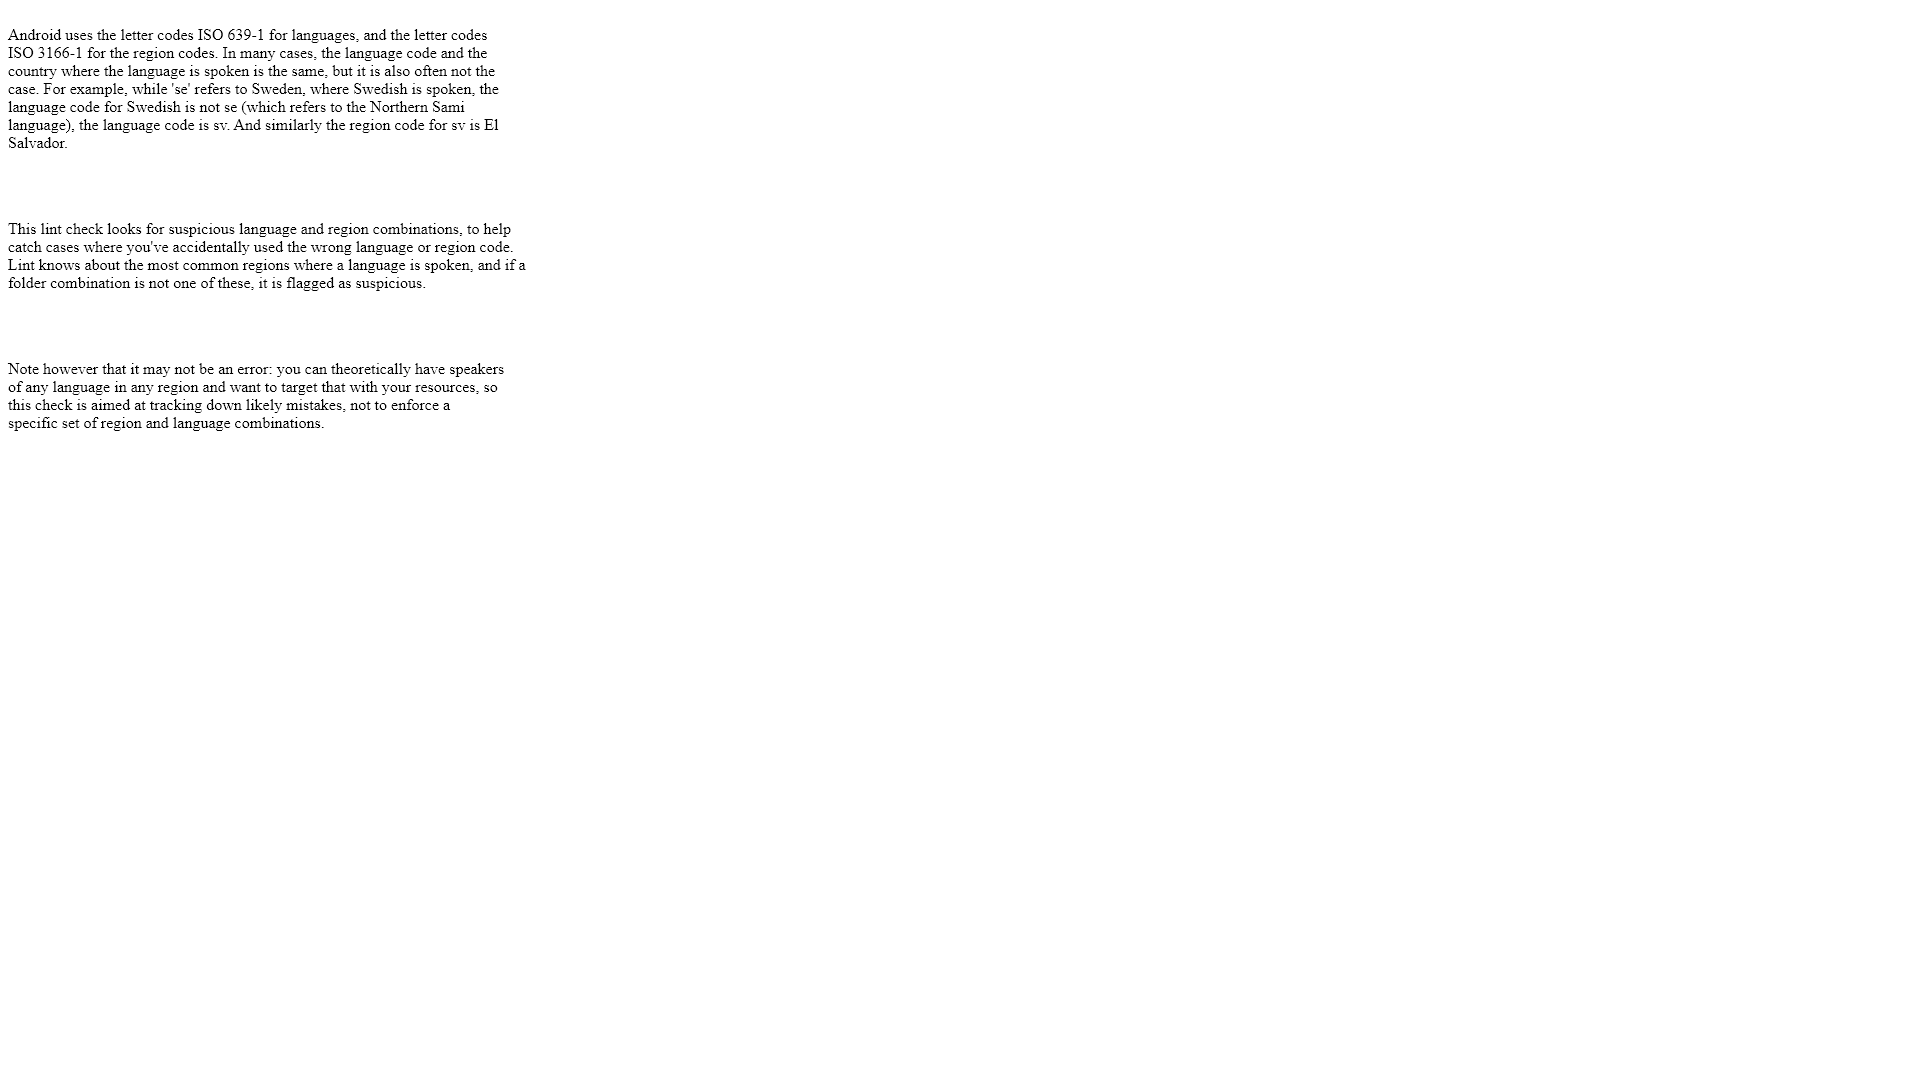 Android uses the letter codes ISO 639-1 for languages, and the letter codes
ISO 3166-1 for the region codes. In many cases, the language code and the
country where the language is spoken is the same, but it is also often not the
case. For example, while 'se' refers to Sweden, where Swedish is spoken, the
language code for Swedish is not se (which refers to the Northern Sami
language), the language code is sv. And similarly the region code for sv is El
Salvador.
This lint check looks for suspicious language and region combinations, to help
catch cases where you've accidentally used the wrong language or region code.
Lint knows about the most common regions where a language is spoken, and if a
folder combination is not one of these, it is flagged as suspicious.
Note however that it may not be an error: you can theoretically have speakers
of any language in any region and want to target that with your resources, so
this check is aimed at tracking down likely mistakes, not to enforce a
specific set of region and language combinations.